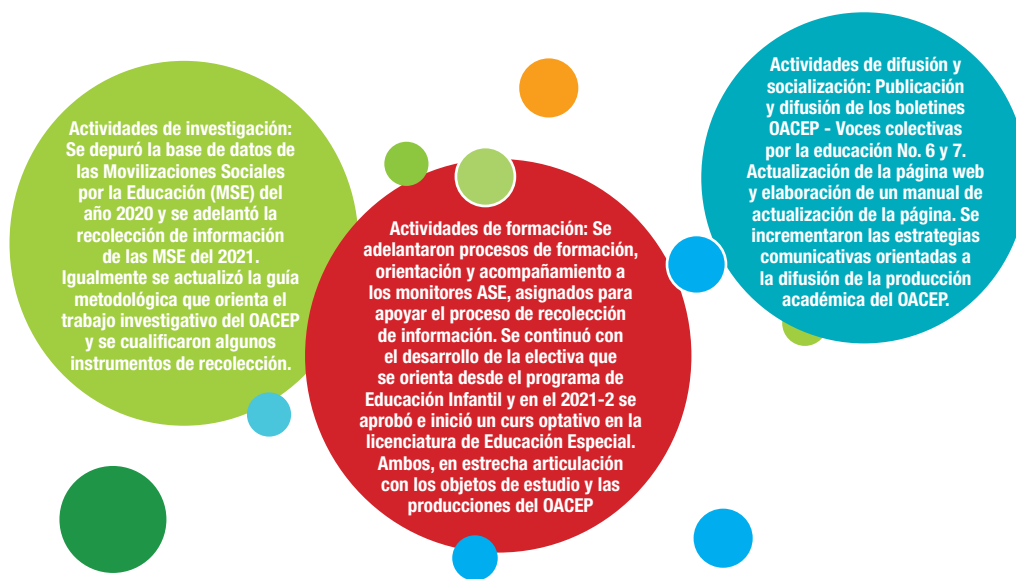 Actividades de investigación:
Se depuró la base de datos de
las Movilizaciones Sociales
por la Educación (MSE) del
año 2020 y se adelantó la
recolección de información
de las MSE del 2021.
Igualmente se actualizó la guía
metodológica que orienta el
trabajo investigativo del OACEP
y se cualificaron algunos
instrumentos de recolección.
Actividades de formación: Se
adelantaron procesos de formación,
orientación y acompañamiento a
los monitores ASE, asignados para
apoyar el proceso de recolección
de información. Se continuó con
el desarrollo de la electiva que
se orienta desde el programa de
Educación Infantil y en el 2021-2 se
aprobó e inició un curs optativo en la
licenciatura de Educación Especial.
Ambos, en estrecha articulación
con los objetos de estudio y las
producciones del OACEP
Actividades de difusión y
socialización: Publicación
y difusión de los boletines
OACEP - Voces colectivas
por la educación No. 6 y 7.
Actualización de la página web
y elaboración de un manual de
actualización de la página. Se
incrementaron las estrategias
comunicativas orientadas a
la difusión de la producción
académica del OACEP.